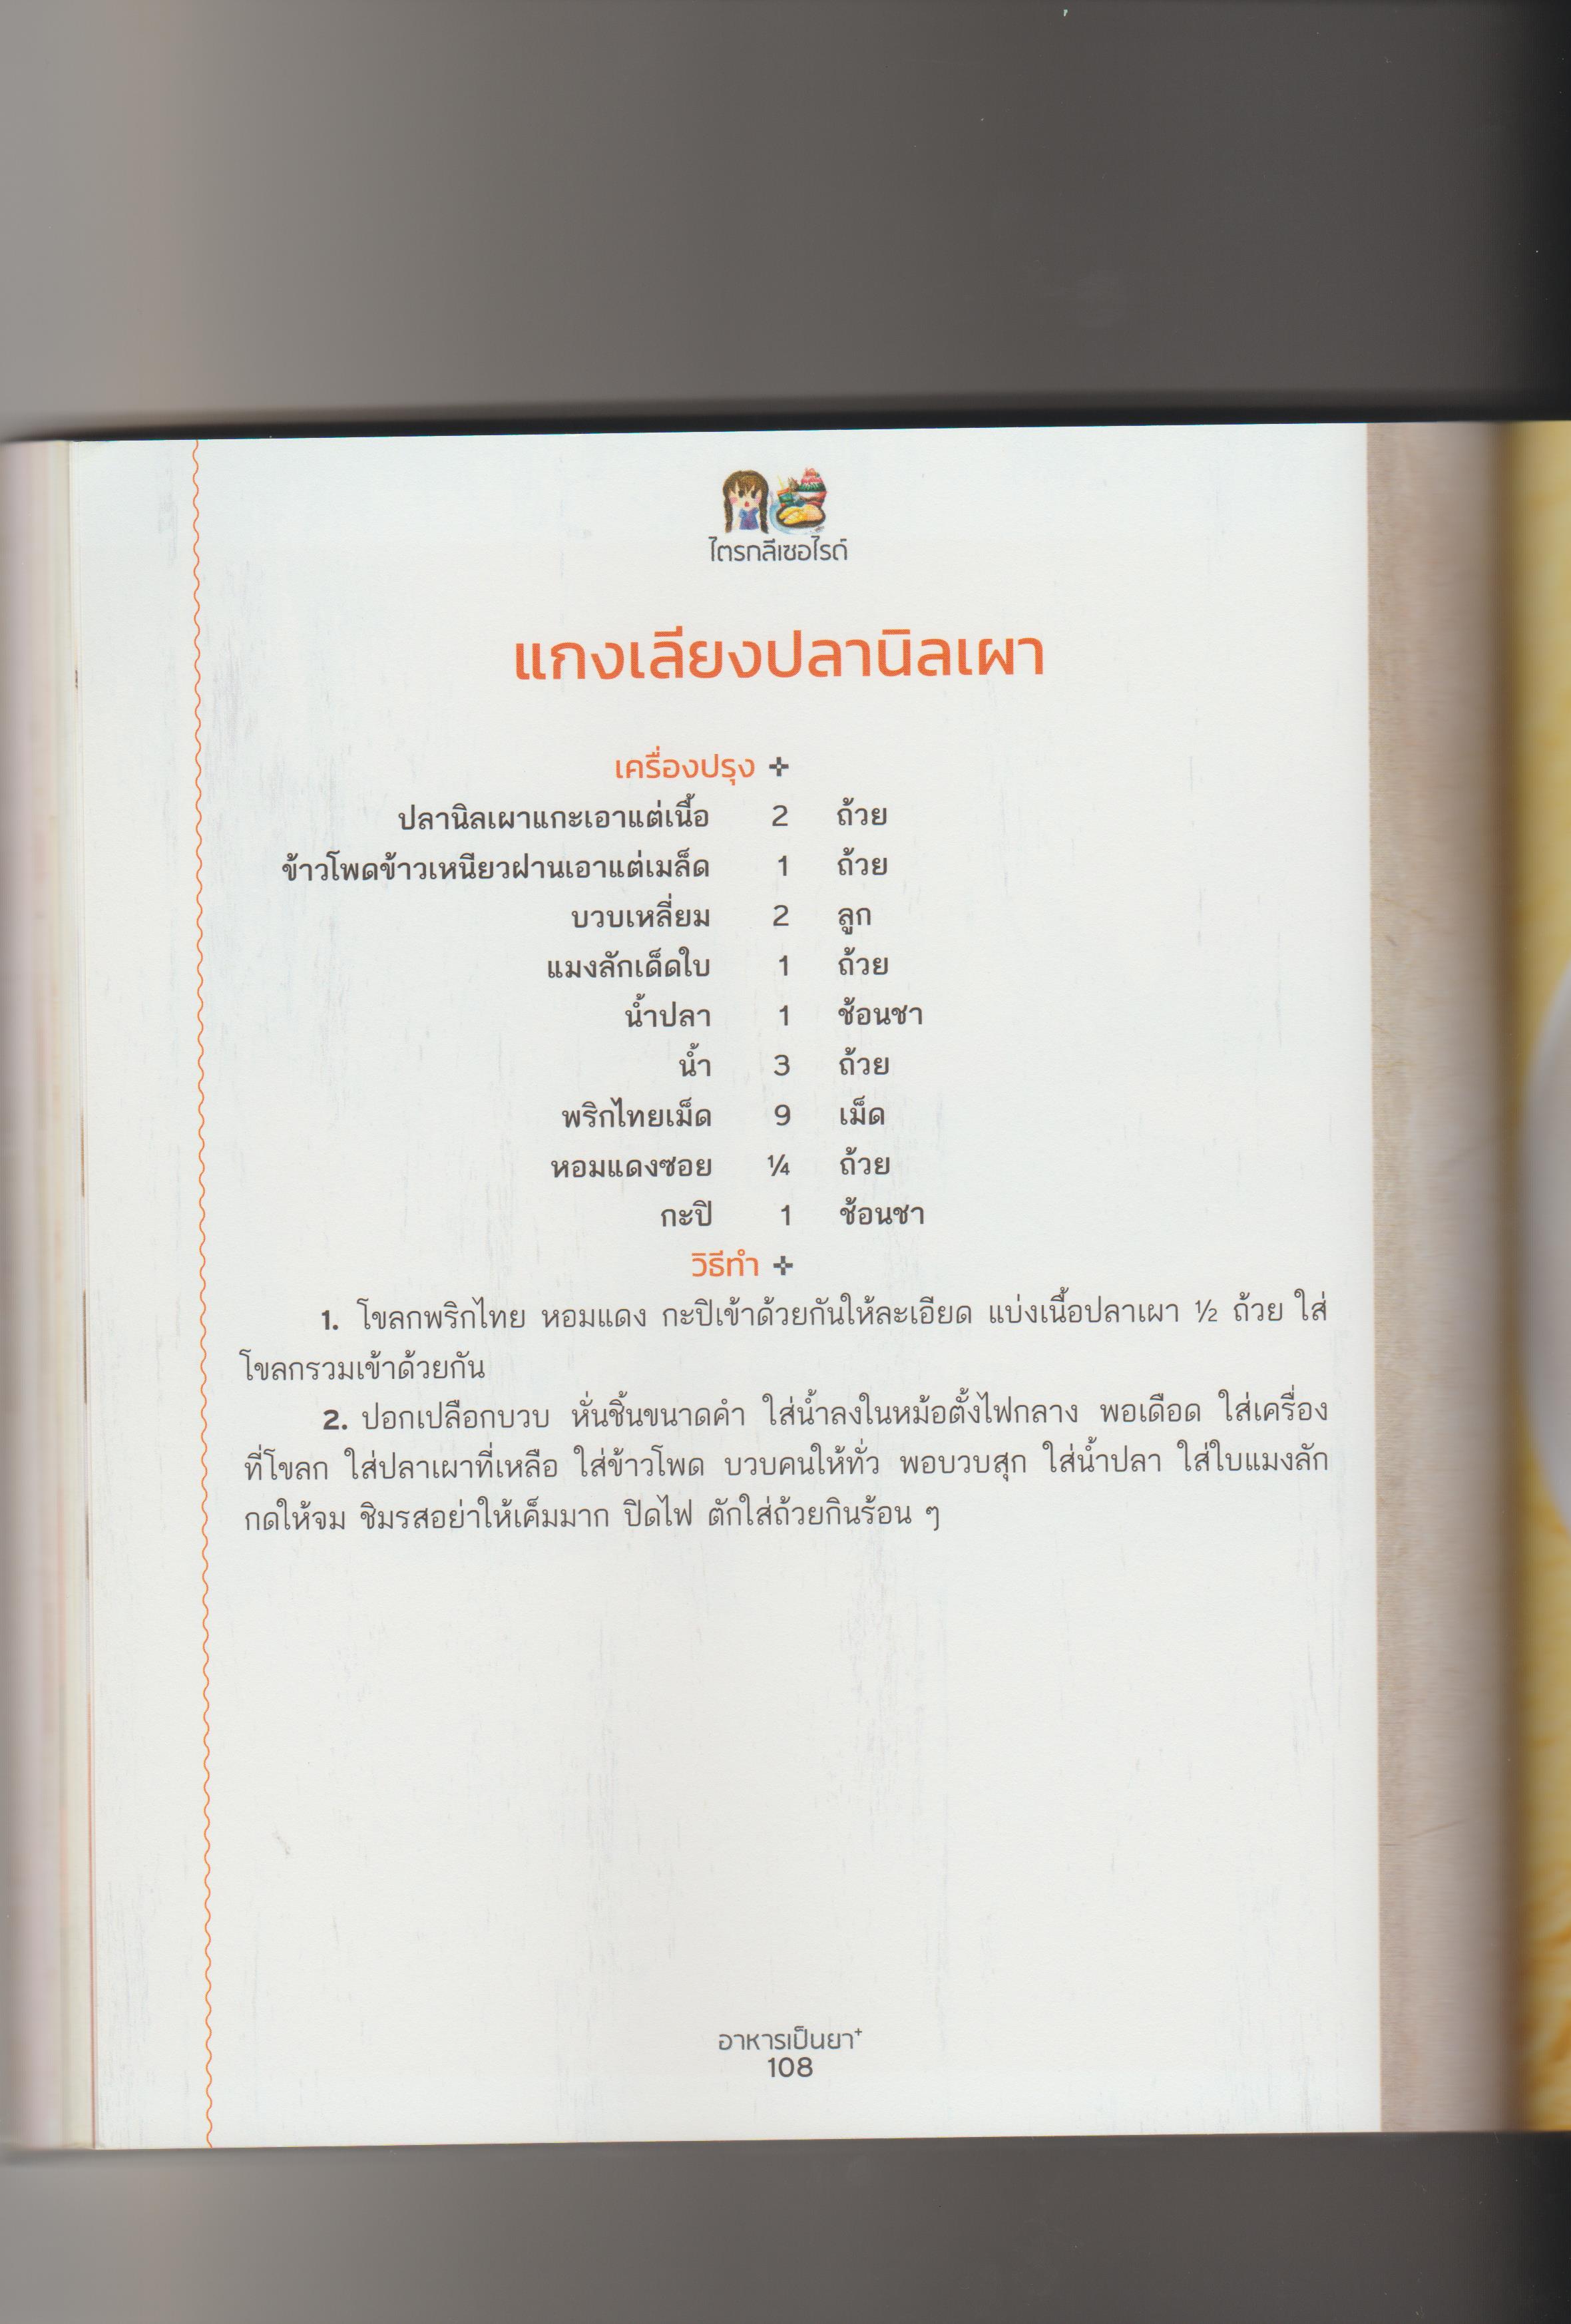 ไตรกลีเซอไรด์
แกงเลียงปลานิลเผา
เครื่องปรุง
ปลานิลเผาแกะเอาแต่เนื้อ 2 ถ้วย
ข้าวโพดข้าวเหนียวฝานเอาแต่เมล็ด 1 ถ้วย
บวบเหลี่ยม 2 ลูก
แมงลักเด็ดใบ 1 ถ้วย
น้ำปลา 1 ช้อนชา
น้ำ 3 ถ้วย
พริกไทยเม็ด 9 เม็ด
หอมแดงซอย ¼ ถ้วย
กะปิ 1 ช้อนชา
วิธีทำ
1. โขลกพริกไทย หอมแดง กะปิเข้าด้วยกันให้ละเอียด แบ่งเนื้อปลาเผา ½ ถ้วย ใส่
โขลกรวมเข้าด้วยกัน
2. ปอกเปลือกบวบ หั่นชิ้นขนาดคำ ใส่น้ำลงในหม้อตั้งไฟกลาง พอเดือด ใส่เครื่อง
ที่โขลก ใส่ปลาเผาที่เหลือ ใส่ข้าวโพด บวบคนให้ทั่ว พอบวบสุก ใส่น้ำปลา ใส่ใบแมงลัก
กดให้จม ชิมรสอย่าให้เค็มมาก ปิดไฟ ตักใส่ถ้วยกินร้อน ๆ
อาหารเป็นยา+
108